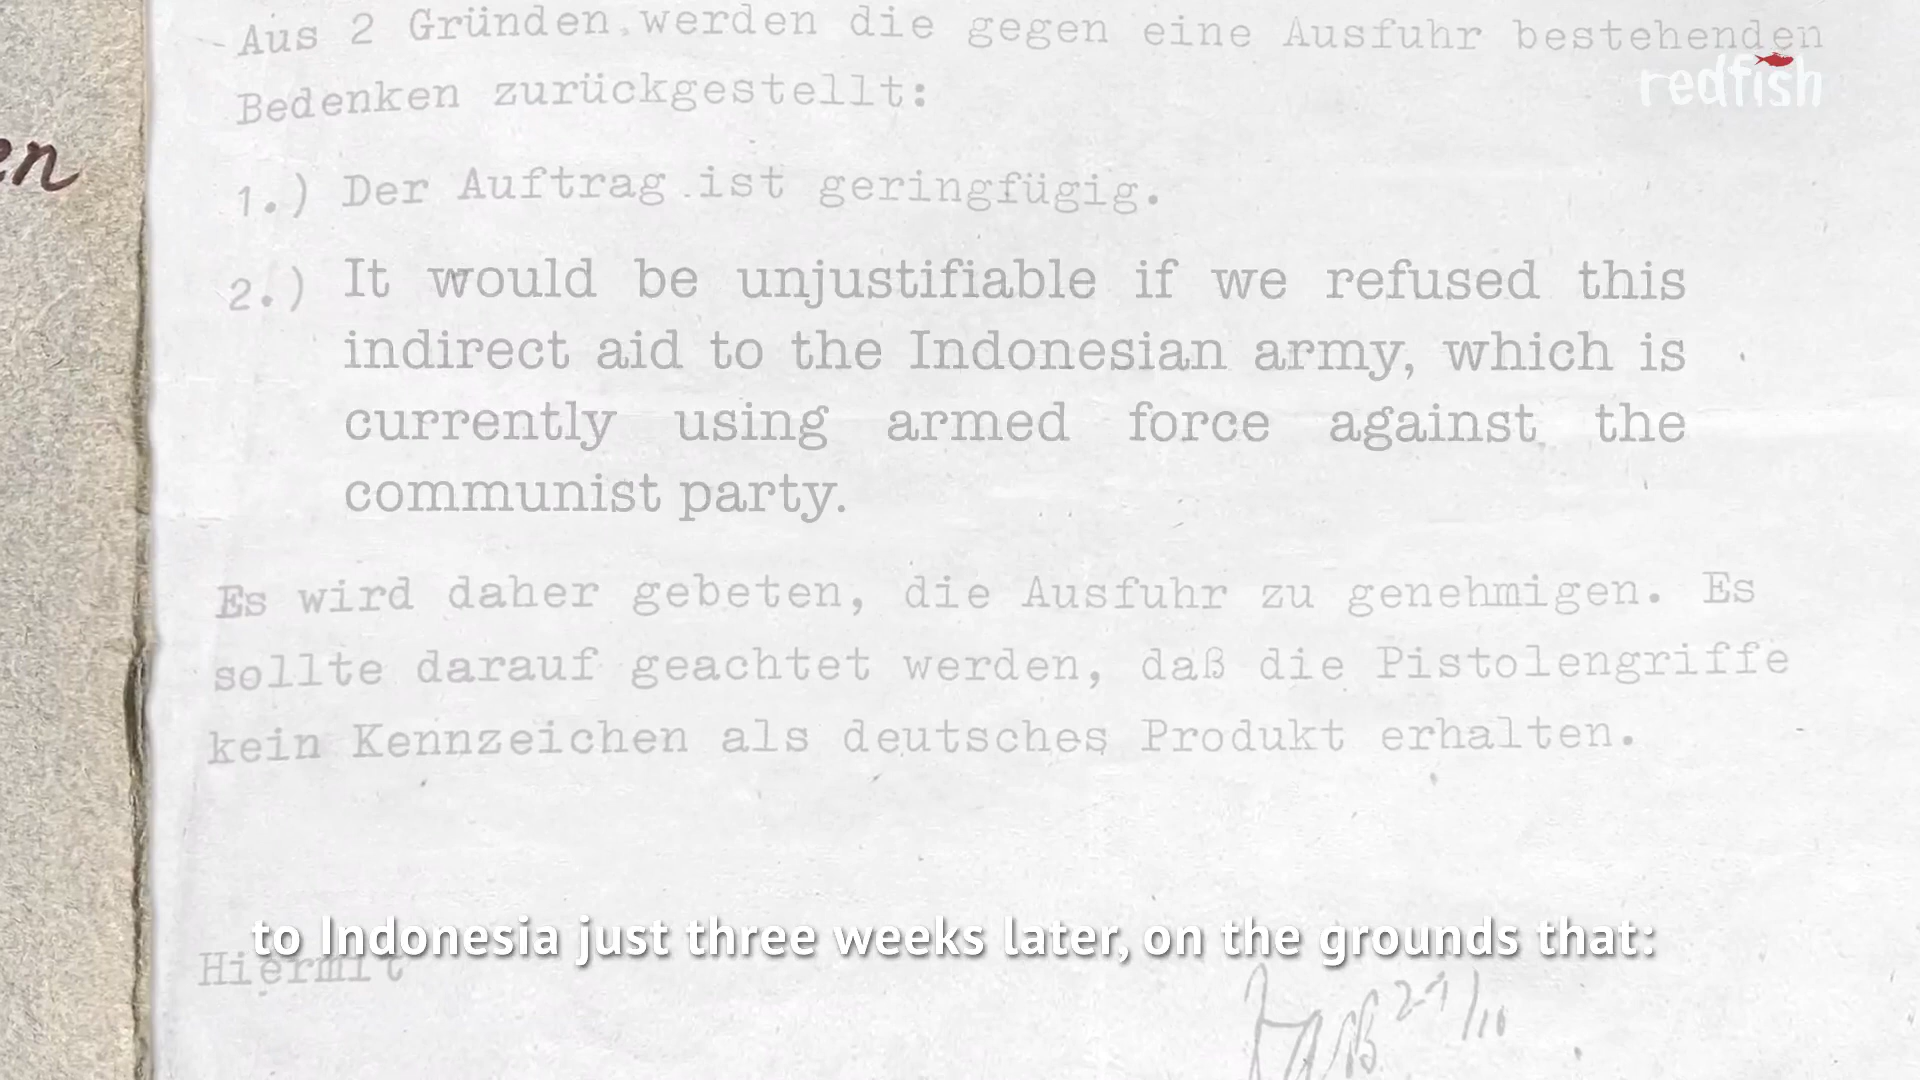 Aus 2 Gründen werden die gegen eine Ausfuhr bestehenden
redfish
Bedenken zurückgestellt:
en
1.) Der Auftrag ist geringfügig.
2.) It would be unjustifiable if we refused this
indirect aid to the Indonesian army, which is
currently using armed force against the
communist party.
Es wird daher gebeten, die Ausfuhr zu genehmigen. Es
sollte darauf geachtet werden, daß die Pistolengriffe
kein Kennzeichen als deutsches Produkt erhalten.
to Indonesia just three weeks later, on the grounds that:
Hiermit